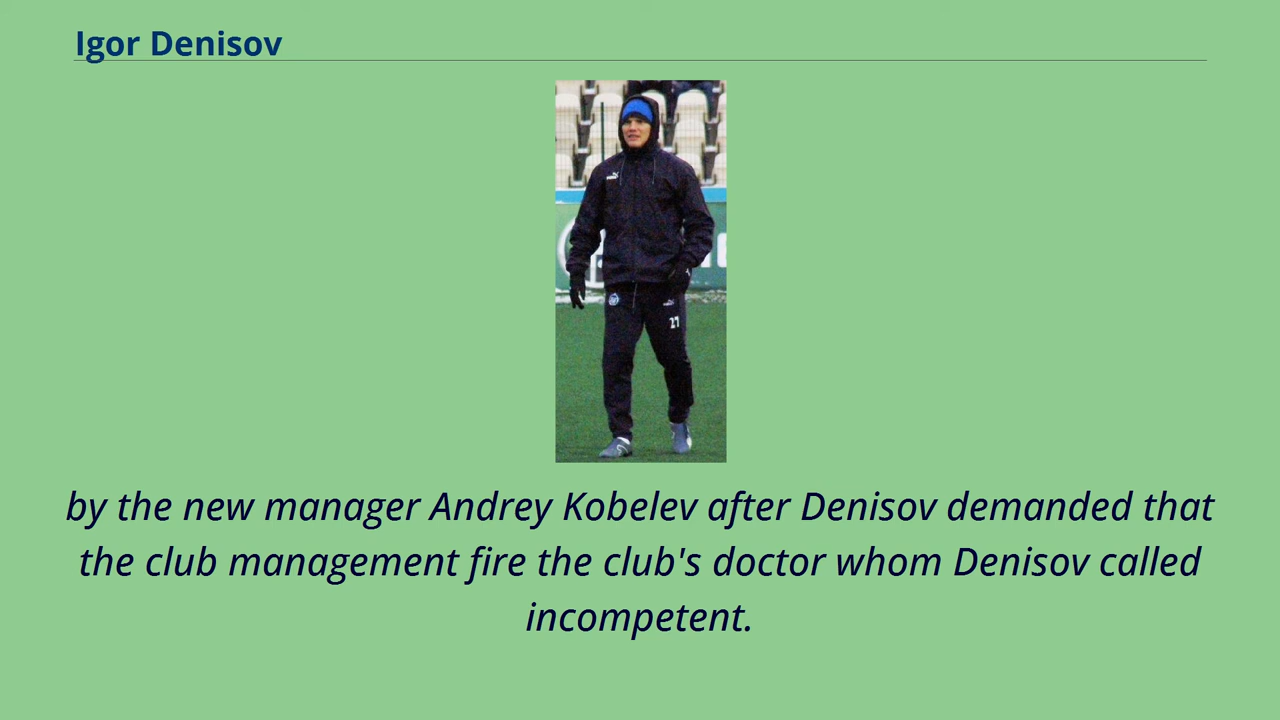 Igor Denisov
27
by the new manager Andrey Kobelev after Denisov demanded that
the club management fire the club's doctor whom Denisov called
incompetent.